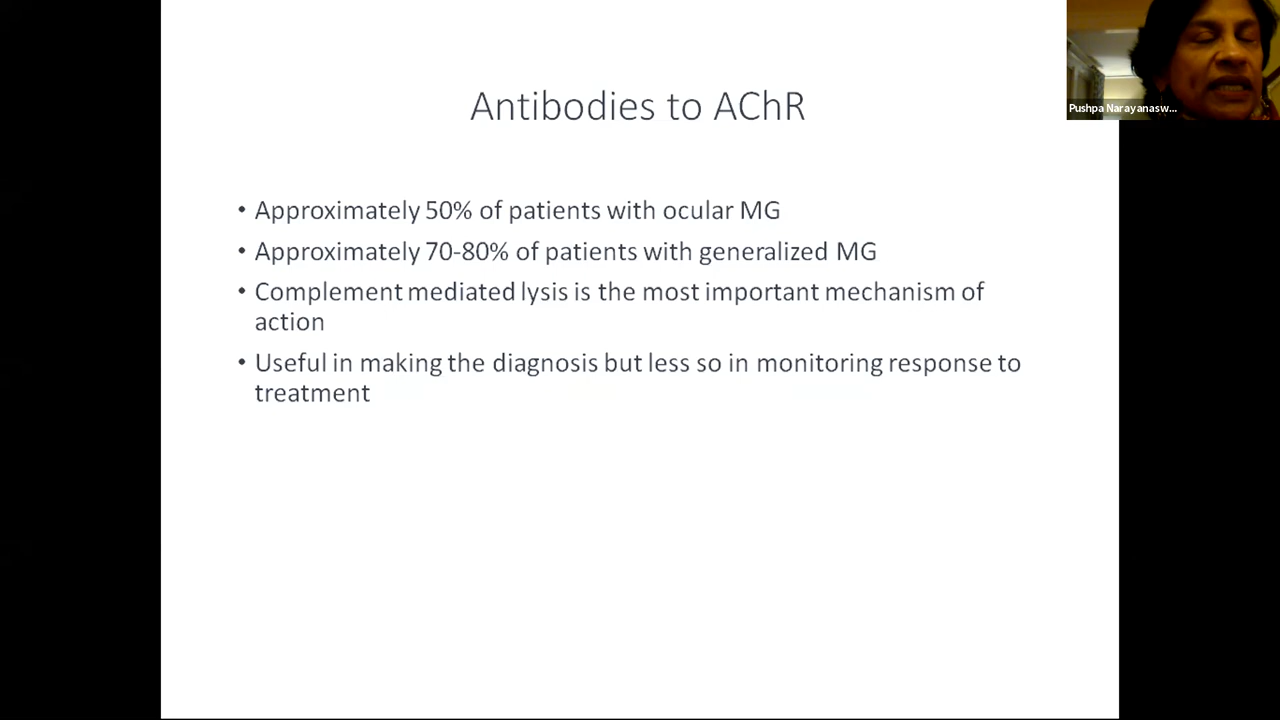 Antibodies to AChR
Pushpa Narayanasw...
• Approximately 50% of patients with ocular MG
• Approximately 70-80% of patients with generalized MG
• Complement mediated lysis is the most important mechanism of
action
• Useful in making the diagnosis but less so in monitoring response to
treatment